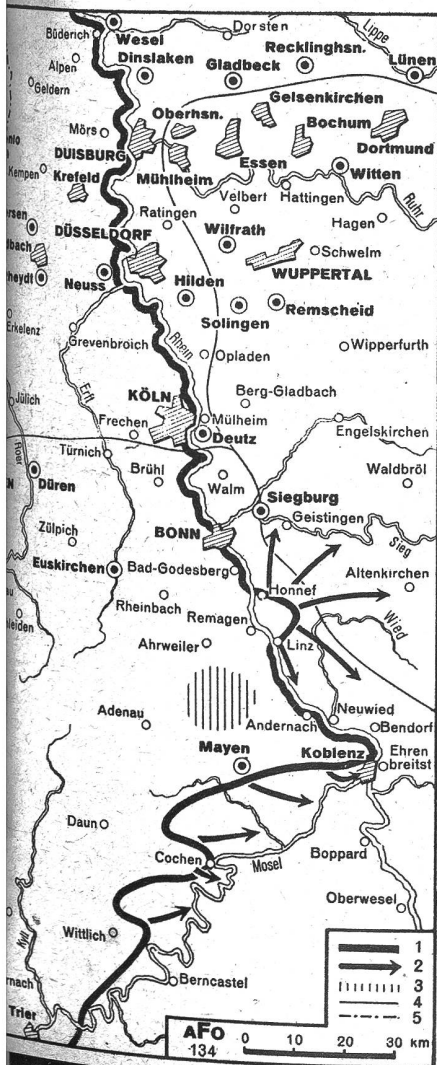 Wesel
Dorsten
Lippe
Büderich
Dinslaken
Recklinghsn.
Lünen
Alpen
Gladbeck
Geldern
Gelsenkirchen
Oberhsn.
Bochum
Mörs
DUISBURG
Essen
Dortmund
Kempen
Krefeld
Mühlheim
Witten
Velbert
Hattingen
Ruhr
Ratingen
Hagen
DÜSSELDORF
Wilfrath
Schwelm
WUPPERTAL
Neuss
Hilden
Remscheid
Solingen
Erkelenz
Grevenbroich
Rhein
Opladen
Wipperfurth
Erft
Jülich
KÖLN
Berg-Gladbach
Frechen
Mülheim
Engelskirchen
Roer
Deutz
Türnich
Brühl
Walm
Waldbröl
Düren
Siegburg
Geistingen
Zülpich
BONN
Sieg
Euskirchen
Bad-Godesberg
Altenkirchen
Honnef
Rheinbach
Remagen
Wied
Ahrweiler
Linz
Adenau
Neuwied
Andernach
Bendorf
Mayen
Koblenz
Ehren
breitst
Daun
Cochen
Mosel
Boppard
Oberwesel
Wittlich
Kyll
Berncastel
Trier
1
2
3
4
5
AFO
134
0 10 20 30 km